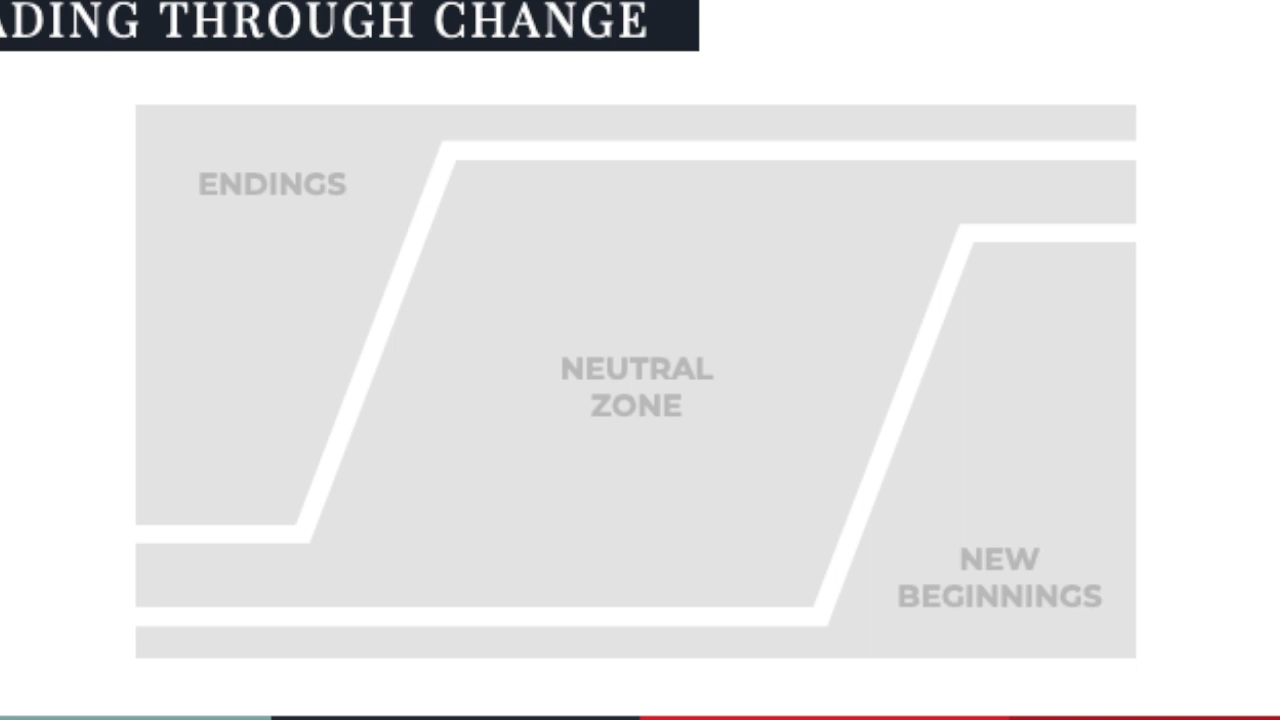 ADING THROUGH CHANGE
ENDINGS
NEUTRAL
ZONE
NEW
BEGINNINGS